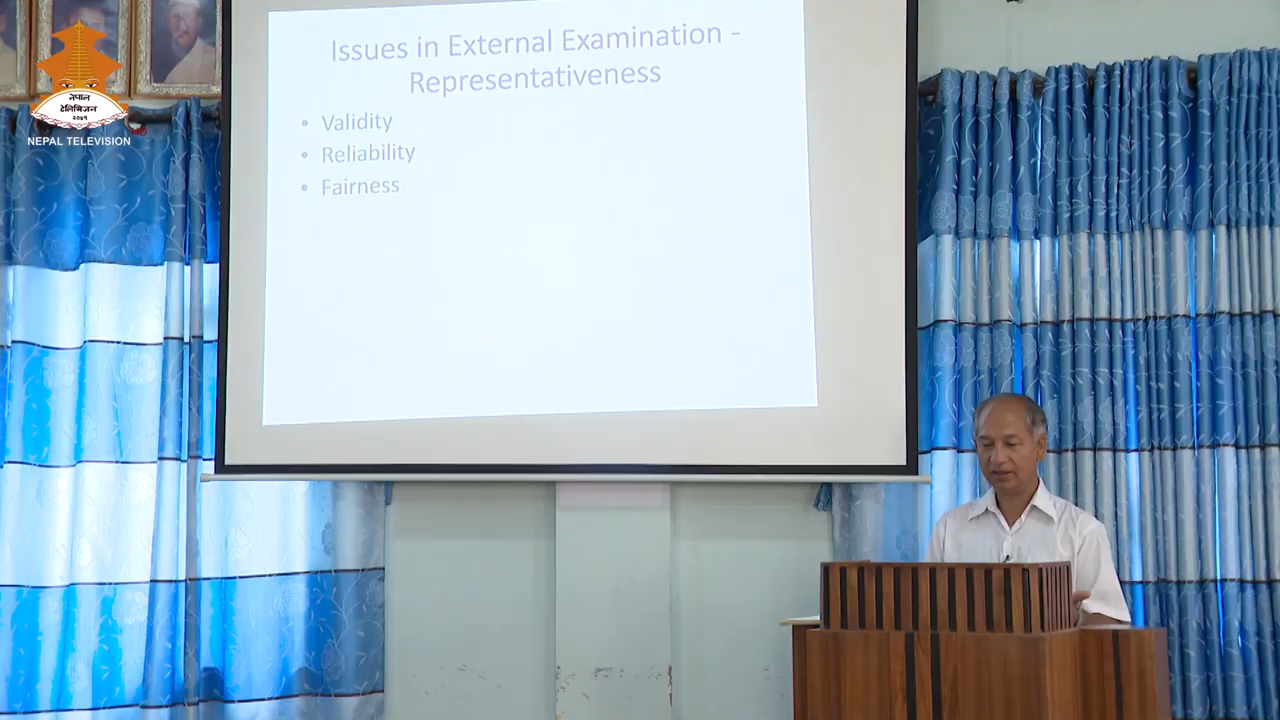 नेपाल
टेलिभिजन
२०४१
NEPAL TELEVISION
Issues in External Examination -
Representativeness
• Validity
• Reliability
• Fairness